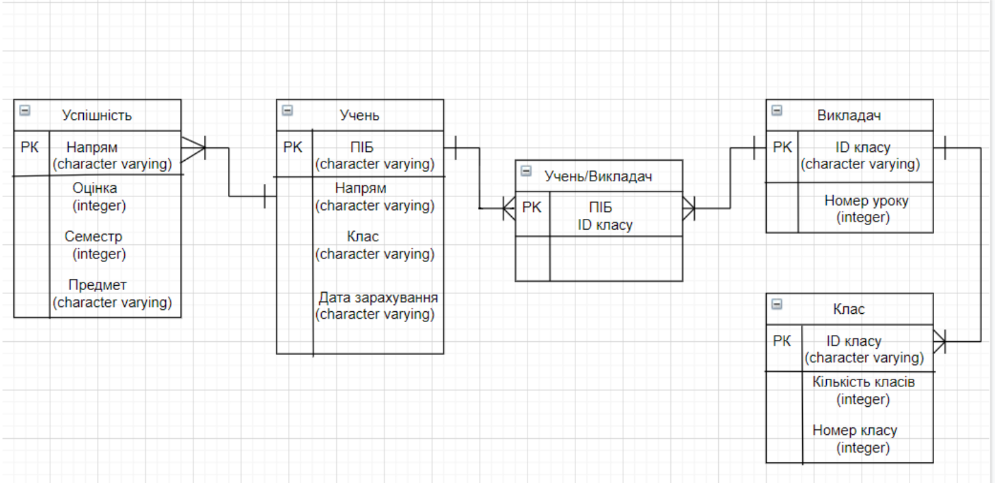 Успішність
РК
Напрям
(character varying)
Оцінка
(integer)
Семестр
(integer)
Предмет
(character varying)
Учень
PK
ПІБ
(character varying)
Напрям
(character varying)
Клас
(character varying)
Дата зарахування
(character varying)
Учень/Викладач
PK
ПІБ
ID класу
Викладач
PK
ID класу
(character varying)
Номер уроку
(integer)
Клас
РК
ID класу
(character varying)
Кількість класів
(integer)
Номер класу
(integer)